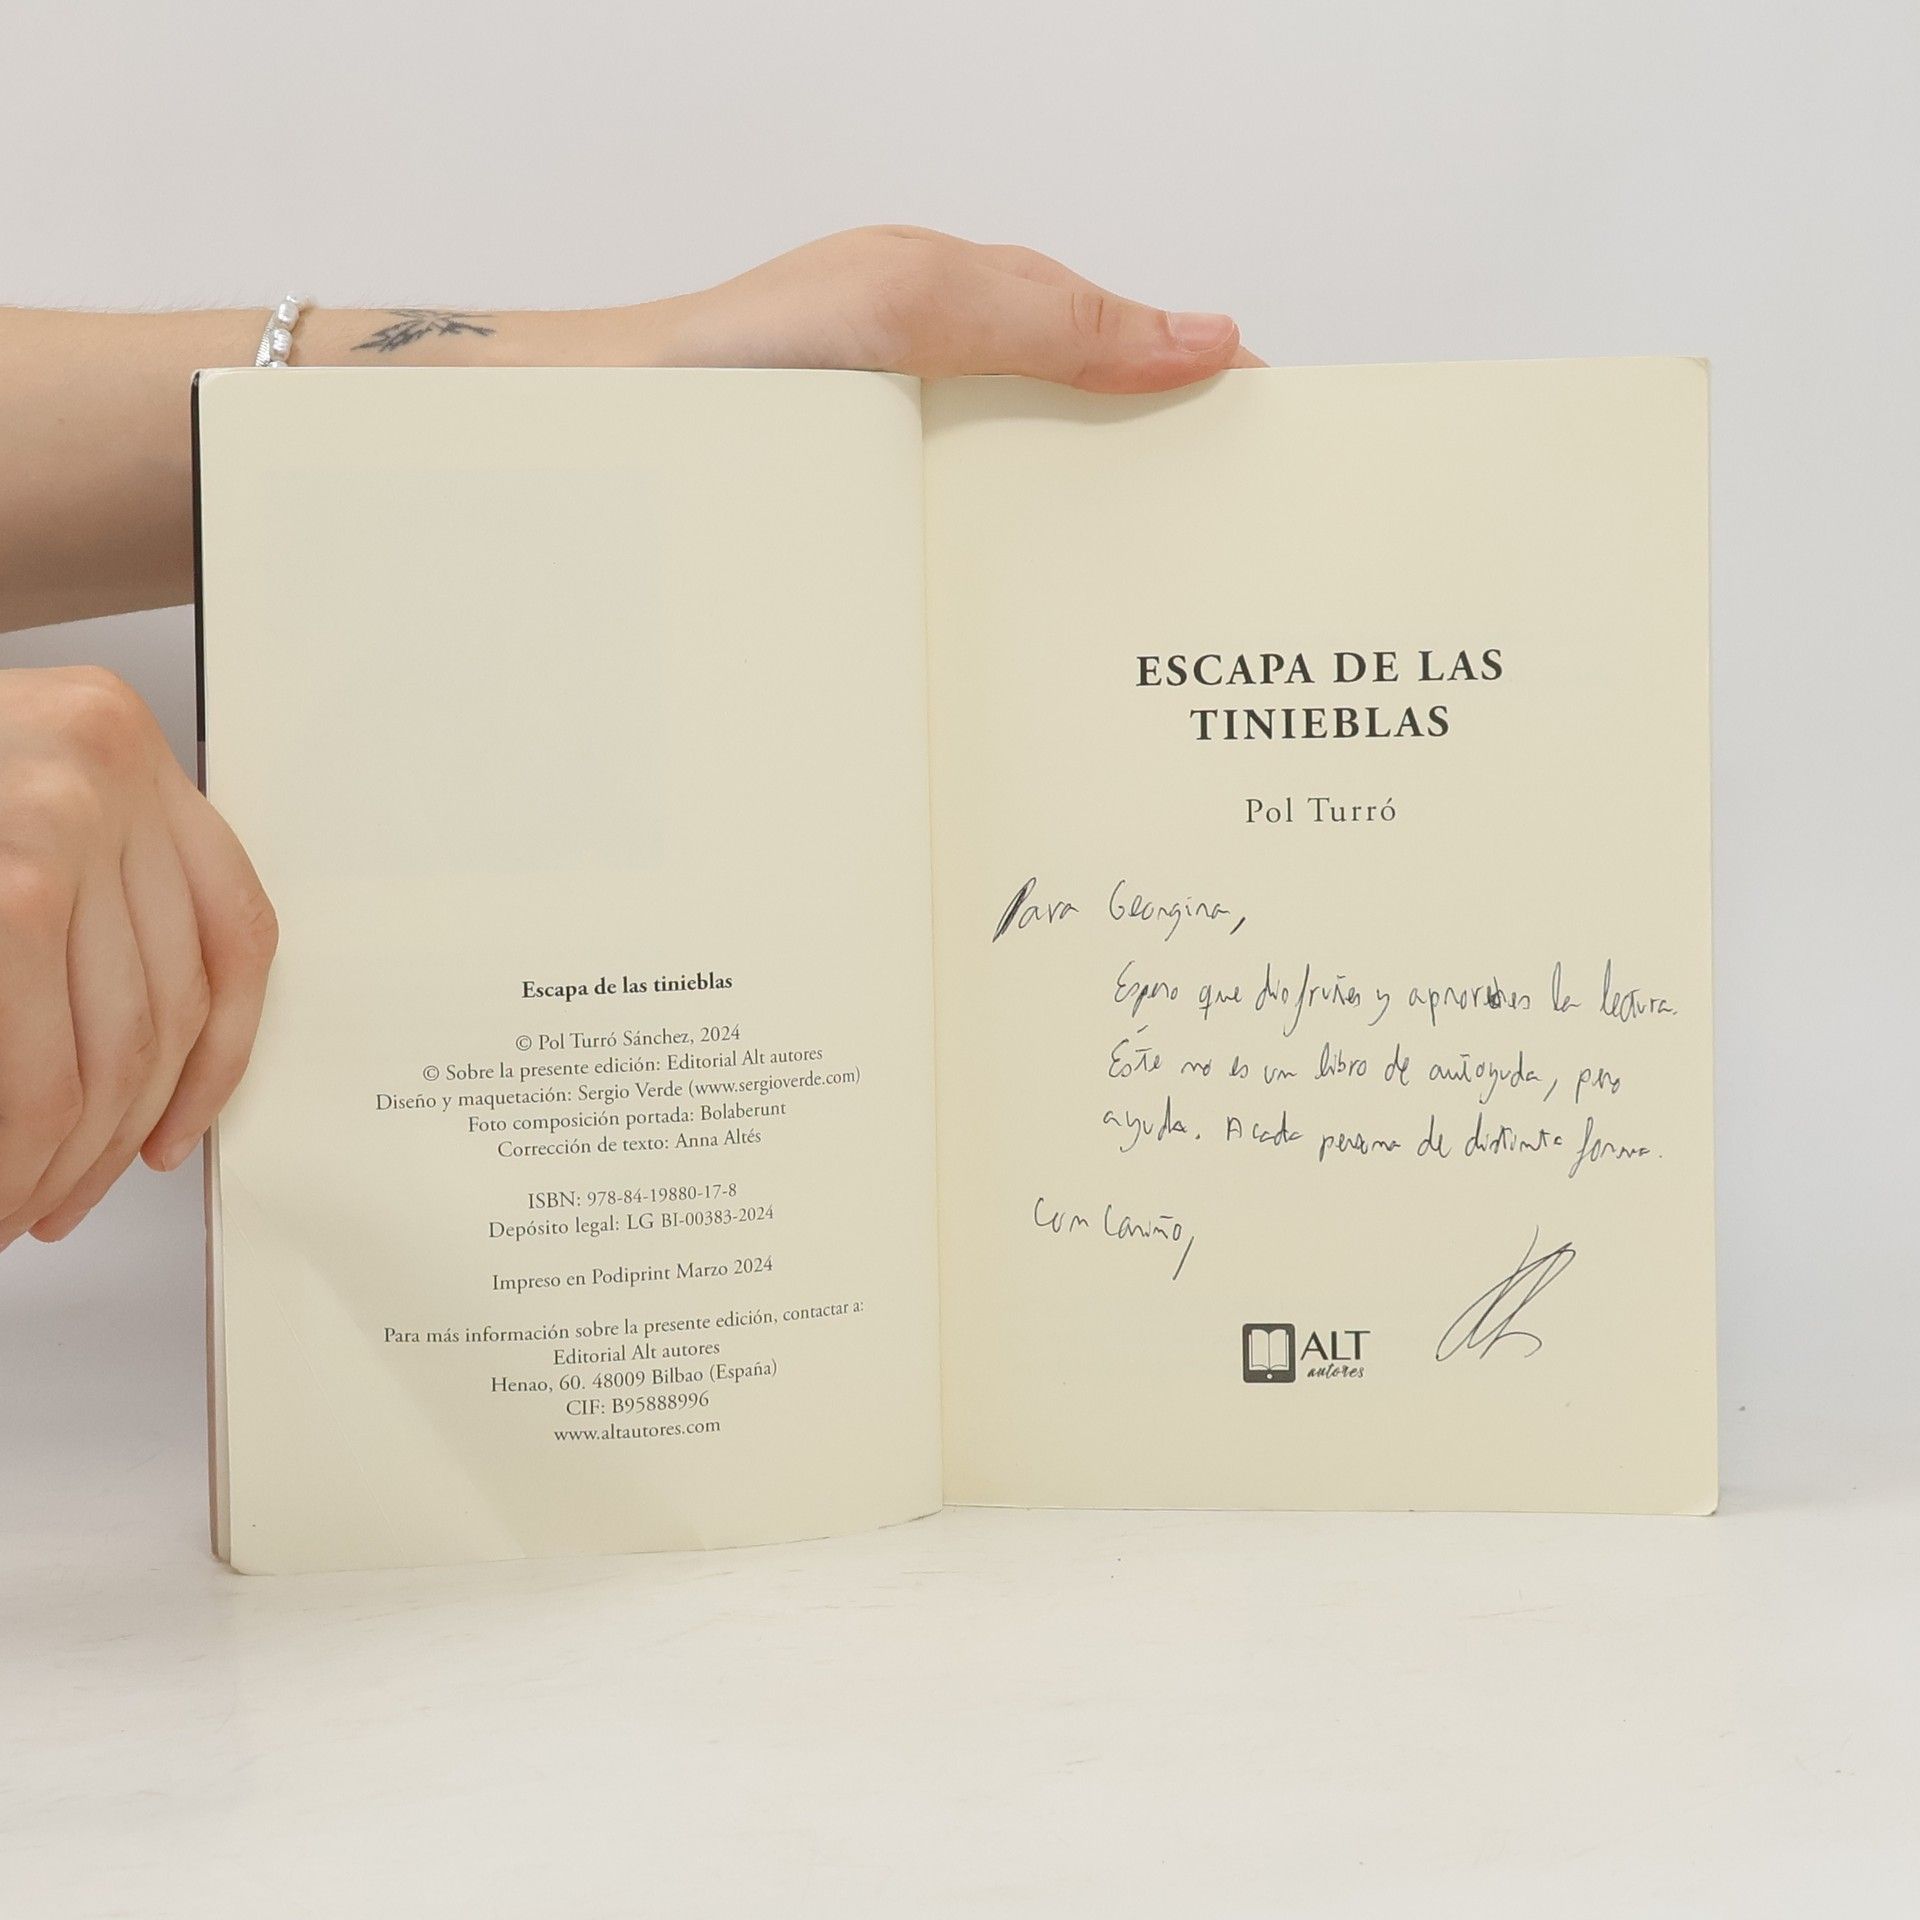 Escapa de las tinieblas
© Pol Turró Sánchez, 2024
© Sobre la presente edición: Editorial Alt autores
Diseño y maquetación: Sergio Verde (www.sergioverde.com)
Foto composición portada: Bolaberunt
Corrección de texto: Anna Altés
ISBN: 978-84-19880-17-8
Depósito legal: LG BI-00383-2024
Impreso en Podiprint Marzo 2024
Para más información sobre la presente edición, contactar a:
Editorial Alt autores
Henao, 60. 48009 Bilbao (España)
CIF: B95888996
www.altautores.com
ESCAPA DE LAS
TINIEBLAS
Pol Turró
Para Georgina,
Espero que disfrutes y aproveches la lectura.
Éste no es un libro de autoayuda, pero
ayuda. A cada persona de distinta forma.
Con cariño,
ALT
autores